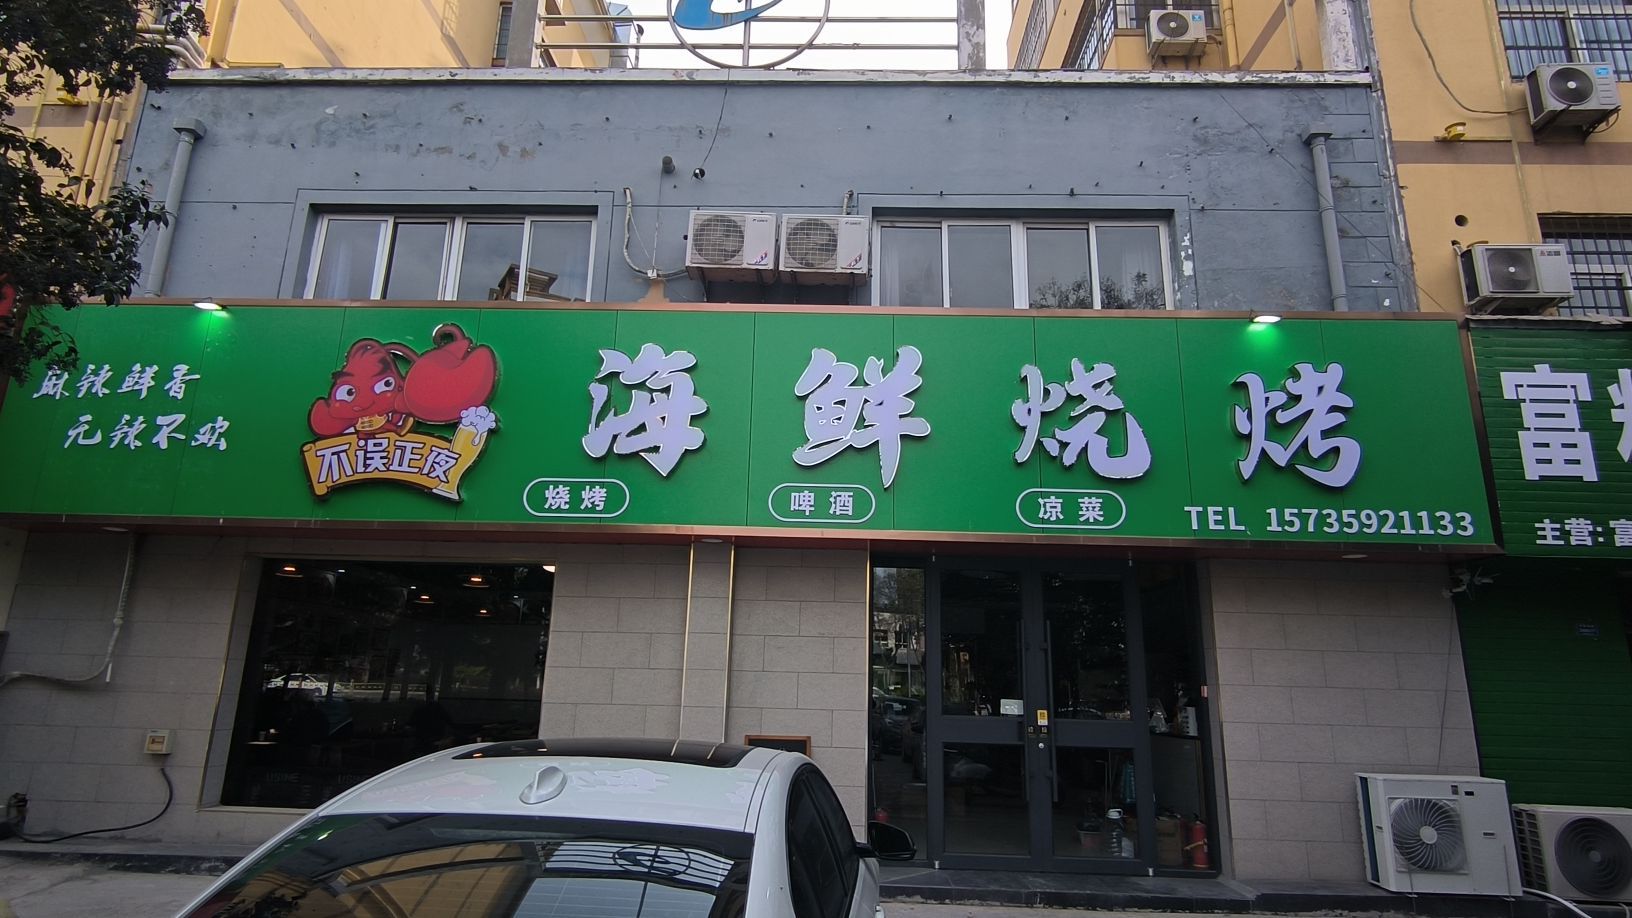 麻辣鲜香
无辣不欢
不误正夜
海鲜烧烤
烧烤
啤酒
凉菜
TEL 15735921133
富
主营:富